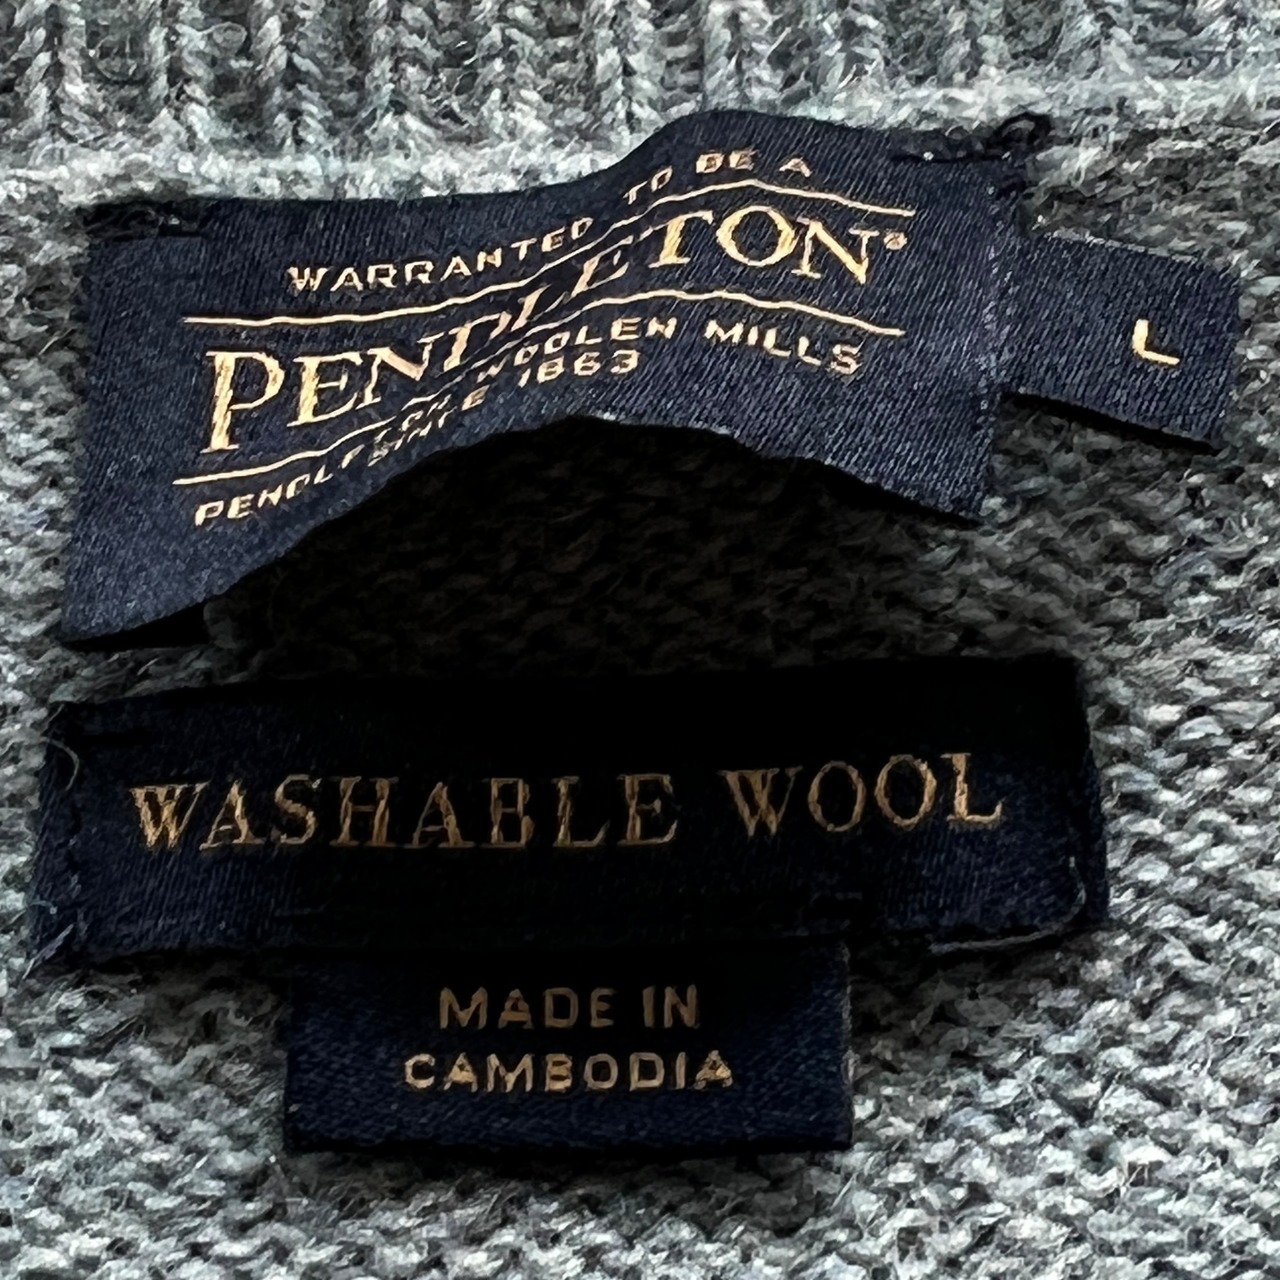 WARRANTED TO BE A
PENDLETON®
PENDLETON WOOLEN MILLS
SINCE 1863
L
WASHABLE WOOL
MADE IN
CAMBODIA